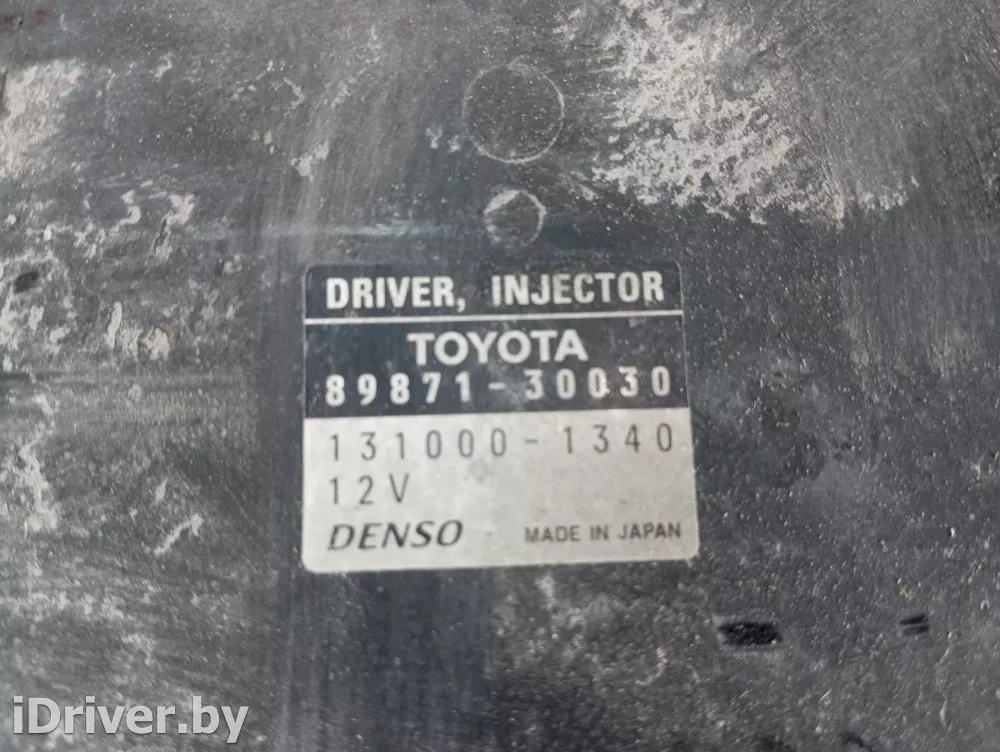 DRIVER, INJECTOR
TOYOTA
89871-30030
131000-1340
12V
DENSO MADE IN JAPAN
iDriver.by